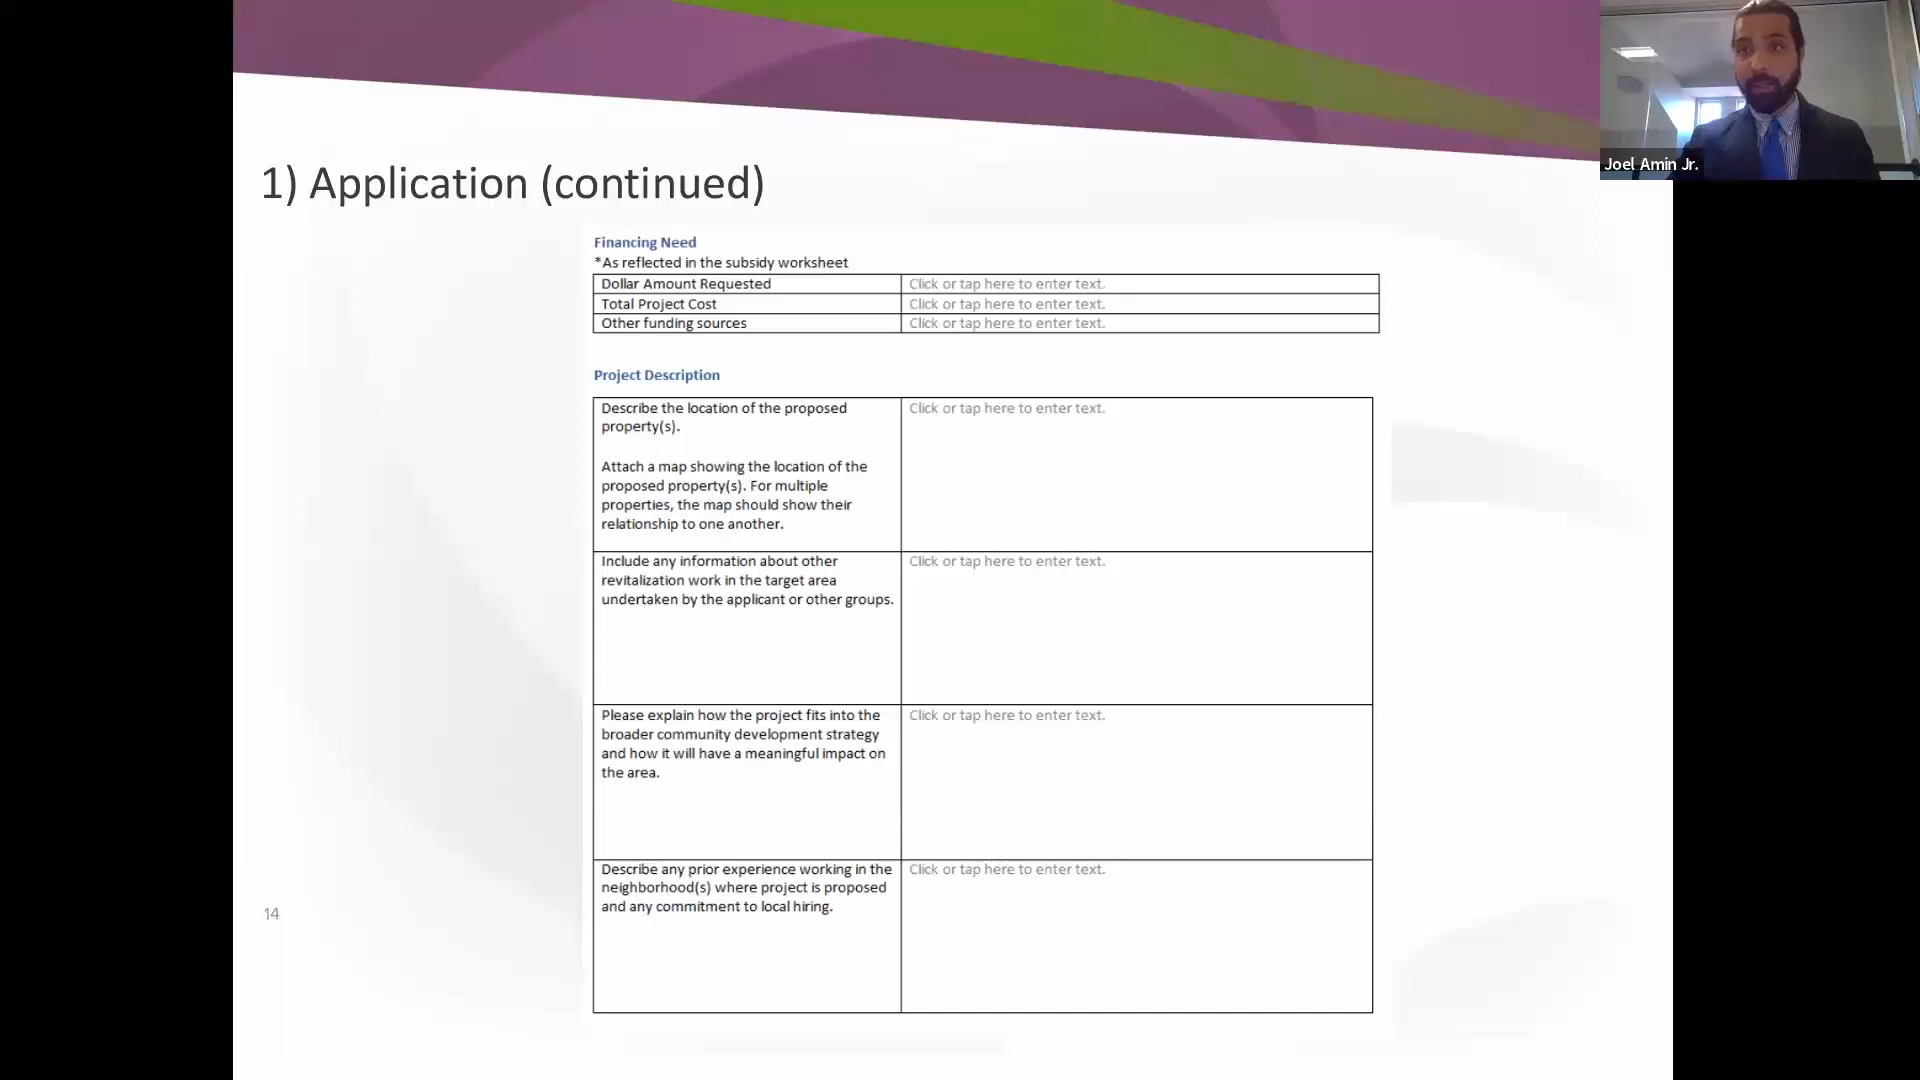 Joel Amin Jr.
1) Application (continued)
Financing Need
*As reflected in the subsidy worksheet
Dollar Amount Requested Click or tap here to enter text.
Total Project Cost Click or tap here to enter text.
Other funding sources Click or tap here to enter text.
Project Description
Describe the location of the proposed
property(s).
Attach a map showing the location of the
proposed property(s). For multiple
properties, the map should show their
relationship to one another.
Click or tap here to enter text.
Include any information about other
revitalization work in the target area
undertaken by the applicant or other groups.
Click or tap here to enter text.
Please explain how the project fits into the
broader community development strategy
and how it will have a meaningful impact on
the area.
Click or tap here to enter text.
Describe any prior experience working in the
neighborhood(s) where project is proposed
and any commitment to local hiring.
Click or tap here to enter text.
14